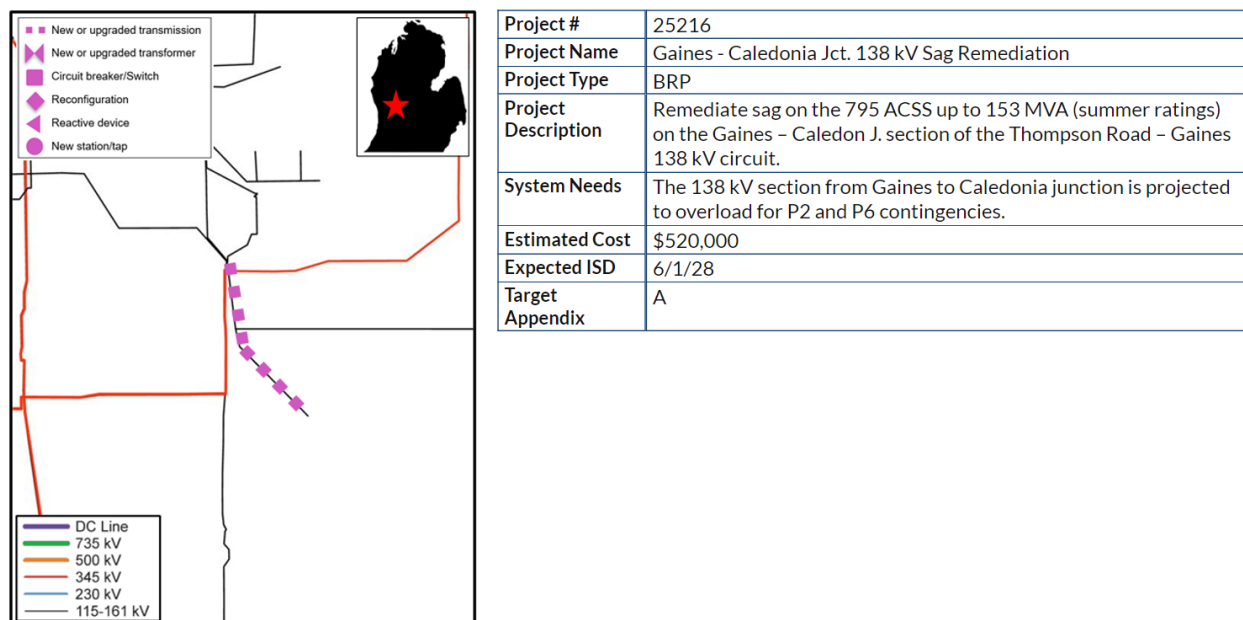 New or upgraded transmission
New or upgraded transformer
Circuit breaker/Switch
Reconfiguration
Reactive device
New station/tap
DC Line
735 kV
500 kV
345 kV
230 kV
115-161 kV
Project # 25216
Project Name Gaines - Caledonia Jct. 138 kV Sag Remediation
Project Type BRP
Project Description Remediate sag on the 795 ACSS up to 153 MVA (summer ratings)
on the Gaines – Caledon J. section of the Thompson Road – Gaines
138 kV circuit.
System Needs The 138 kV section from Gaines to Caledonia junction is projected
to overload for P2 and P6 contingencies.
Estimated Cost $520,000
Expected ISD 6/1/28
Target Appendix A